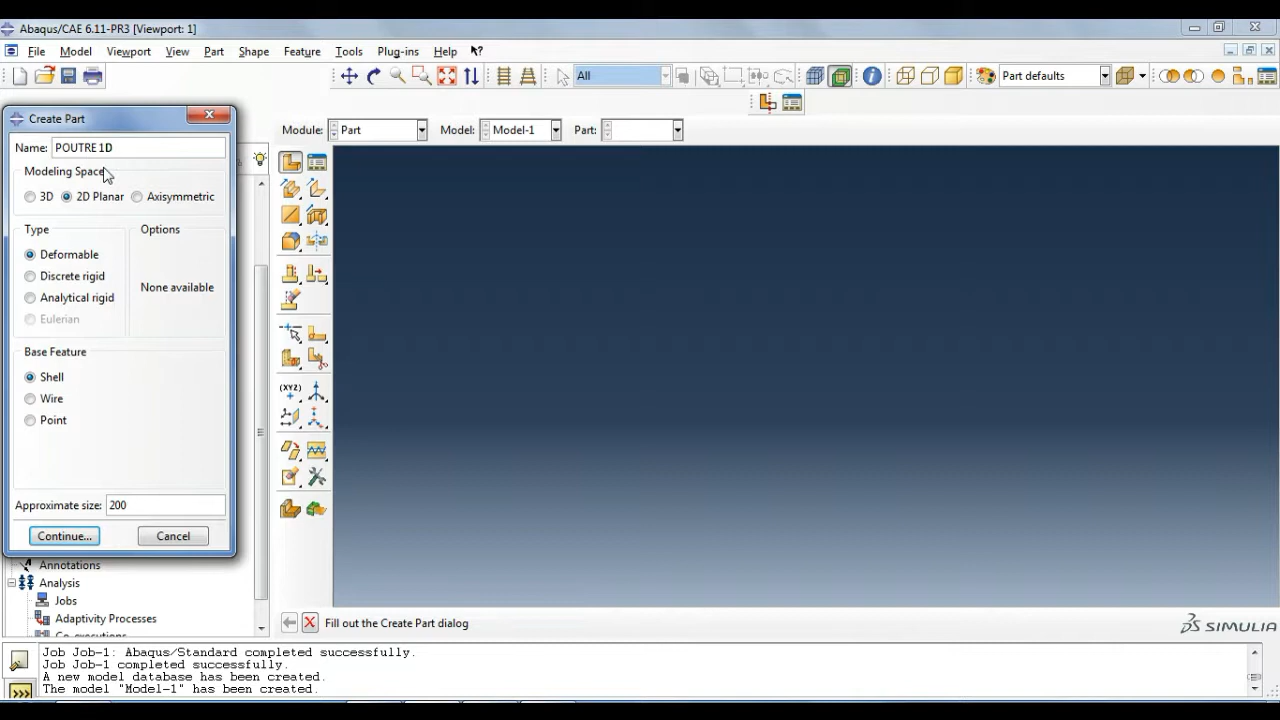 Abaqus/CAE 6.11-PR3 [Viewport: 1]
File Model Viewport View Part Shape Feature Tools Plug-ins Help
All
Part defaults
Create Part
Name: POUTRE 1D
Modeling Space
3D 2D Planar Axisymmetric
Type
Options
Deformable
Discrete rigid
Analytical rigid
Eulerian
None available
Base Feature
Shell
Wire
Point
Approximate size: 200
Continue... Cancel
Module: Part Model: Model-1 Part:
(XYZ)
Annotations
Analysis
Jobs
Adaptivity Processes
Co-executions
Fill out the Create Part dialog
SIMULIA
Job Job-1: Abaqus/Standard completed successfully.
Job Job-1 completed successfully.
A new model database has been created.
The model "Model-1" has been created.
>>>